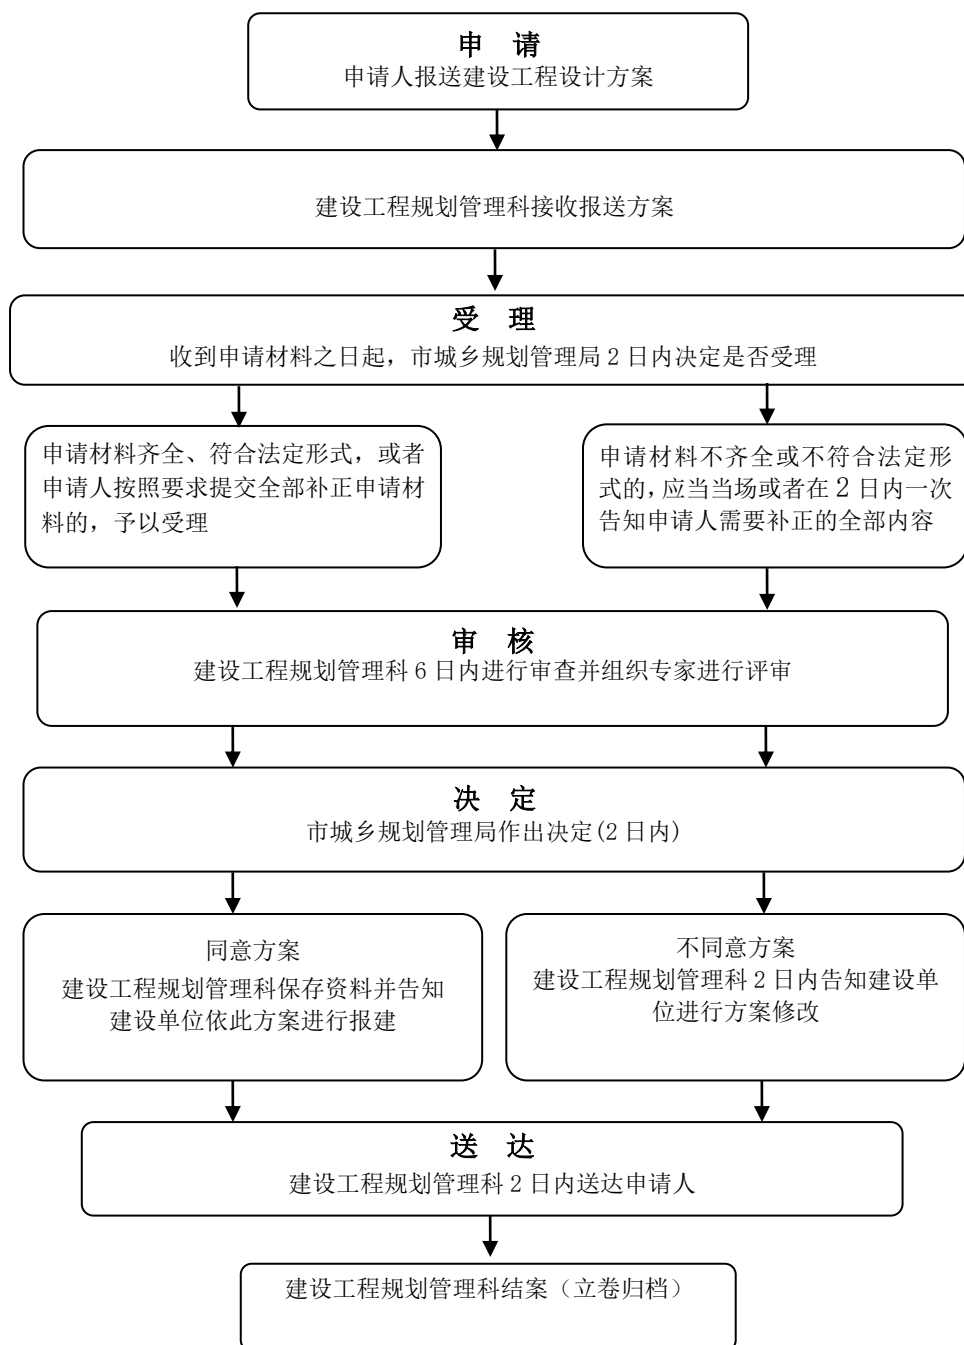 申 请
申请人报送建设工程设计方案
建设工程规划管理科接收报送方案
受 理
收到申请材料之日起，市城乡规划管理局 2 日内决定是否受理
申请材料齐全、符合法定形式，或者
申请人按照要求提交全部补正申请材
料的，予以受理
申请材料不齐全或不符合法定形
式的，应当当场或者在 2 日内一次
告知申请人需要补正的全部内容
审 核
建设工程规划管理科 6 日内进行审查并组织专家进行评审
决 定
市城乡规划管理局作出决定(2 日内)
同意方案
建设工程规划管理科保存资料并告知
建设单位依此方案进行报建
不同意方案
建设工程规划管理科 2 日内告知建设单
位进行方案修改
送 达
建设工程规划管理科 2 日内送达申请人
建设工程规划管理科结案（立卷归档）